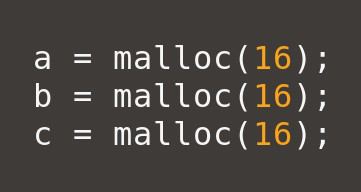 a = malloc(16);
b = malloc(16);
c = malloc(16);